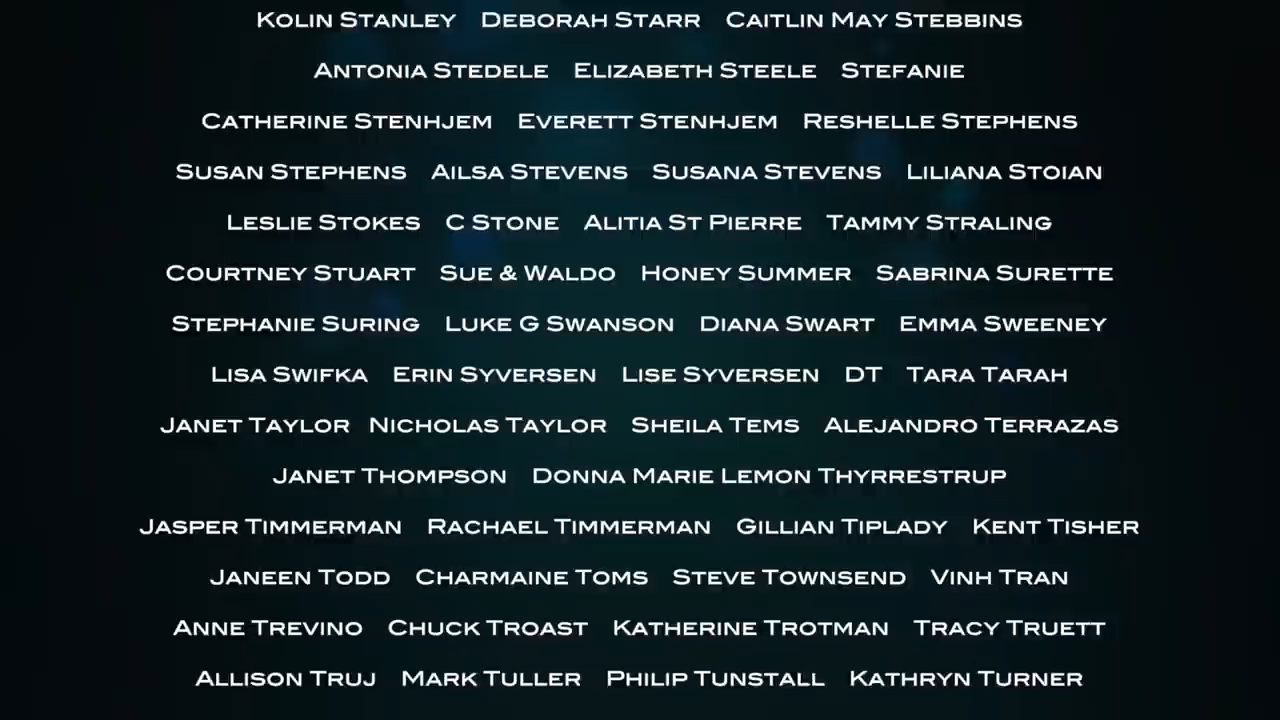 Kolin Stanley Deborah Starr Caitlin May Stebbins
Antonia Stedele Elizabeth Steele Stefanie
Catherine Stenhjem Everett Stenhjem Reshelle Stephens
Susan Stephens Ailsa Stevens Susana Stevens Liliana Stoian
Leslie Stokes C Stone Alitia St Pierre Tammy Straling
Courtney Stuart Sue & Waldo Honey Summer Sabrina Surette
Stephanie Suring Luke G Swanson Diana Swart Emma Sweeney
Lisa Swifka Erin Syversen Lise Syversen DT Tara Tarah
Janet Taylor Nicholas Taylor Sheila Tems Alejandro Terrazas
Janet Thompson Donna Marie Lemon Thyrrestrup
Jasper Timmerman Rachael Timmerman Gillian Tiplady Kent Tisher
Janeen Todd Charmaine Toms Steve Townsend Vinh Tran
Anne Trevino Chuck Troast Katherine Trotman Tracy Truett
Allison Truj Mark Tuller Philip Tunstall Kathryn Turner